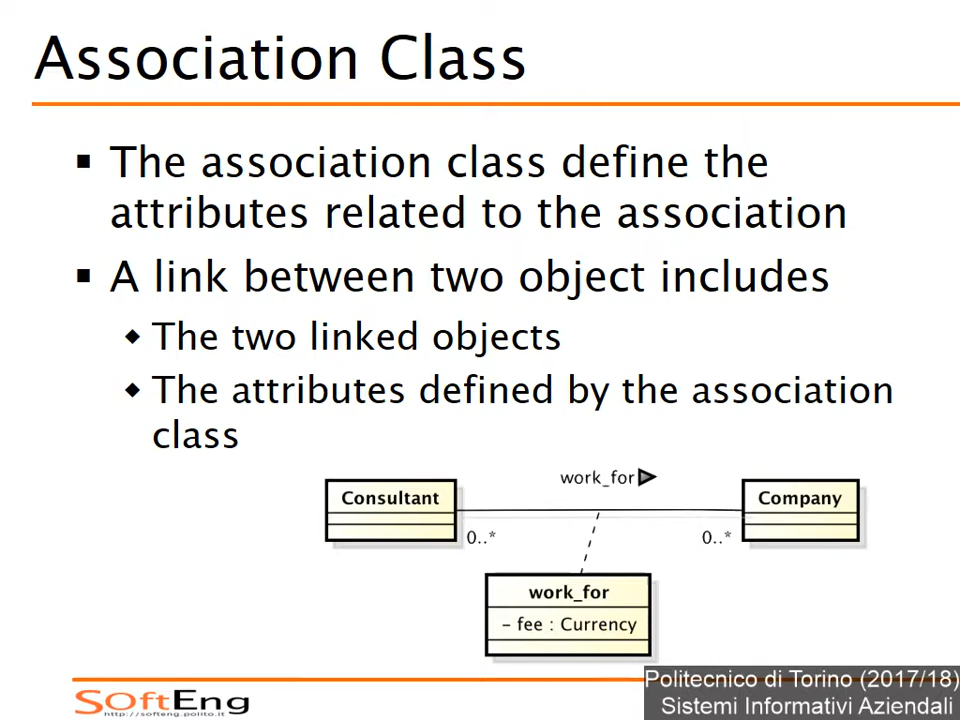 Association Class
▪ The association class define the
attributes related to the association
▪ A link between two object includes
◆ The two linked objects
◆ The attributes defined by the association
class
work_for
Consultant
Company
0..*
0..*
work_for
- fee : Currency
SOftEng
http://softeng.polito.it
Politecnico di Torino (2017/18)
Sistemi Informativi Aziendali